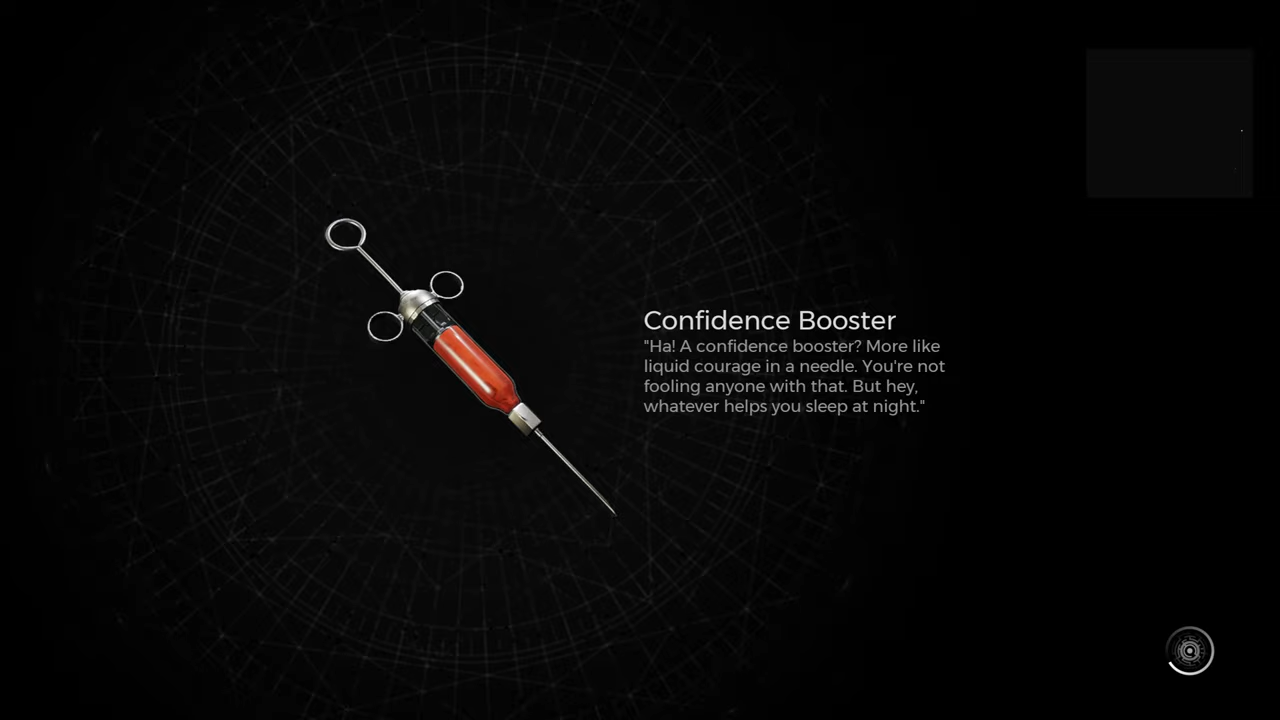 Confidence Booster
"Ha! A confidence booster? More like
liquid courage in a needle. You're not
fooling anyone with that. But hey,
whatever helps you sleep at night."